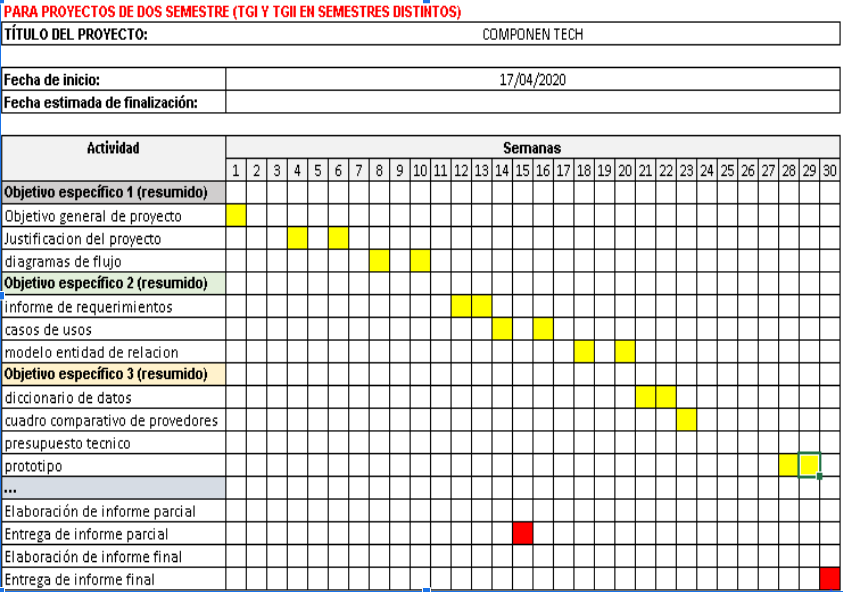 PARA PROYECTOS DE DOS SEMESTRE (TGI Y TGII EN SEMESTRES DISTINTOS)
TÍTULO DEL PROYECTO: COMPONEN TECH
Fecha de inicio: 17/04/2020
Fecha estimada de finalización:
Actividad Semanas
1 2 3 4 5 6 7 8 9 10 11 12 13 14 15 16 17 18 19 20 21 22 23 24 25 26 27 28 29 30
Objetivo específico 1 (resumido)
Objetivo general de proyecto
Justificacion del proyecto
diagramas de flujo
Objetivo específico 2 (resumido)
informe de requerimientos
casos de usos
modelo entidad de relacion
Objetivo específico 3 (resumido)
diccionario de datos
cuadro comparativo de provedores
presupuesto tecnico
prototipo
...
Elaboración de informe parcial
Entrega de informe parcial
Elaboración de informe final
Entrega de informe final